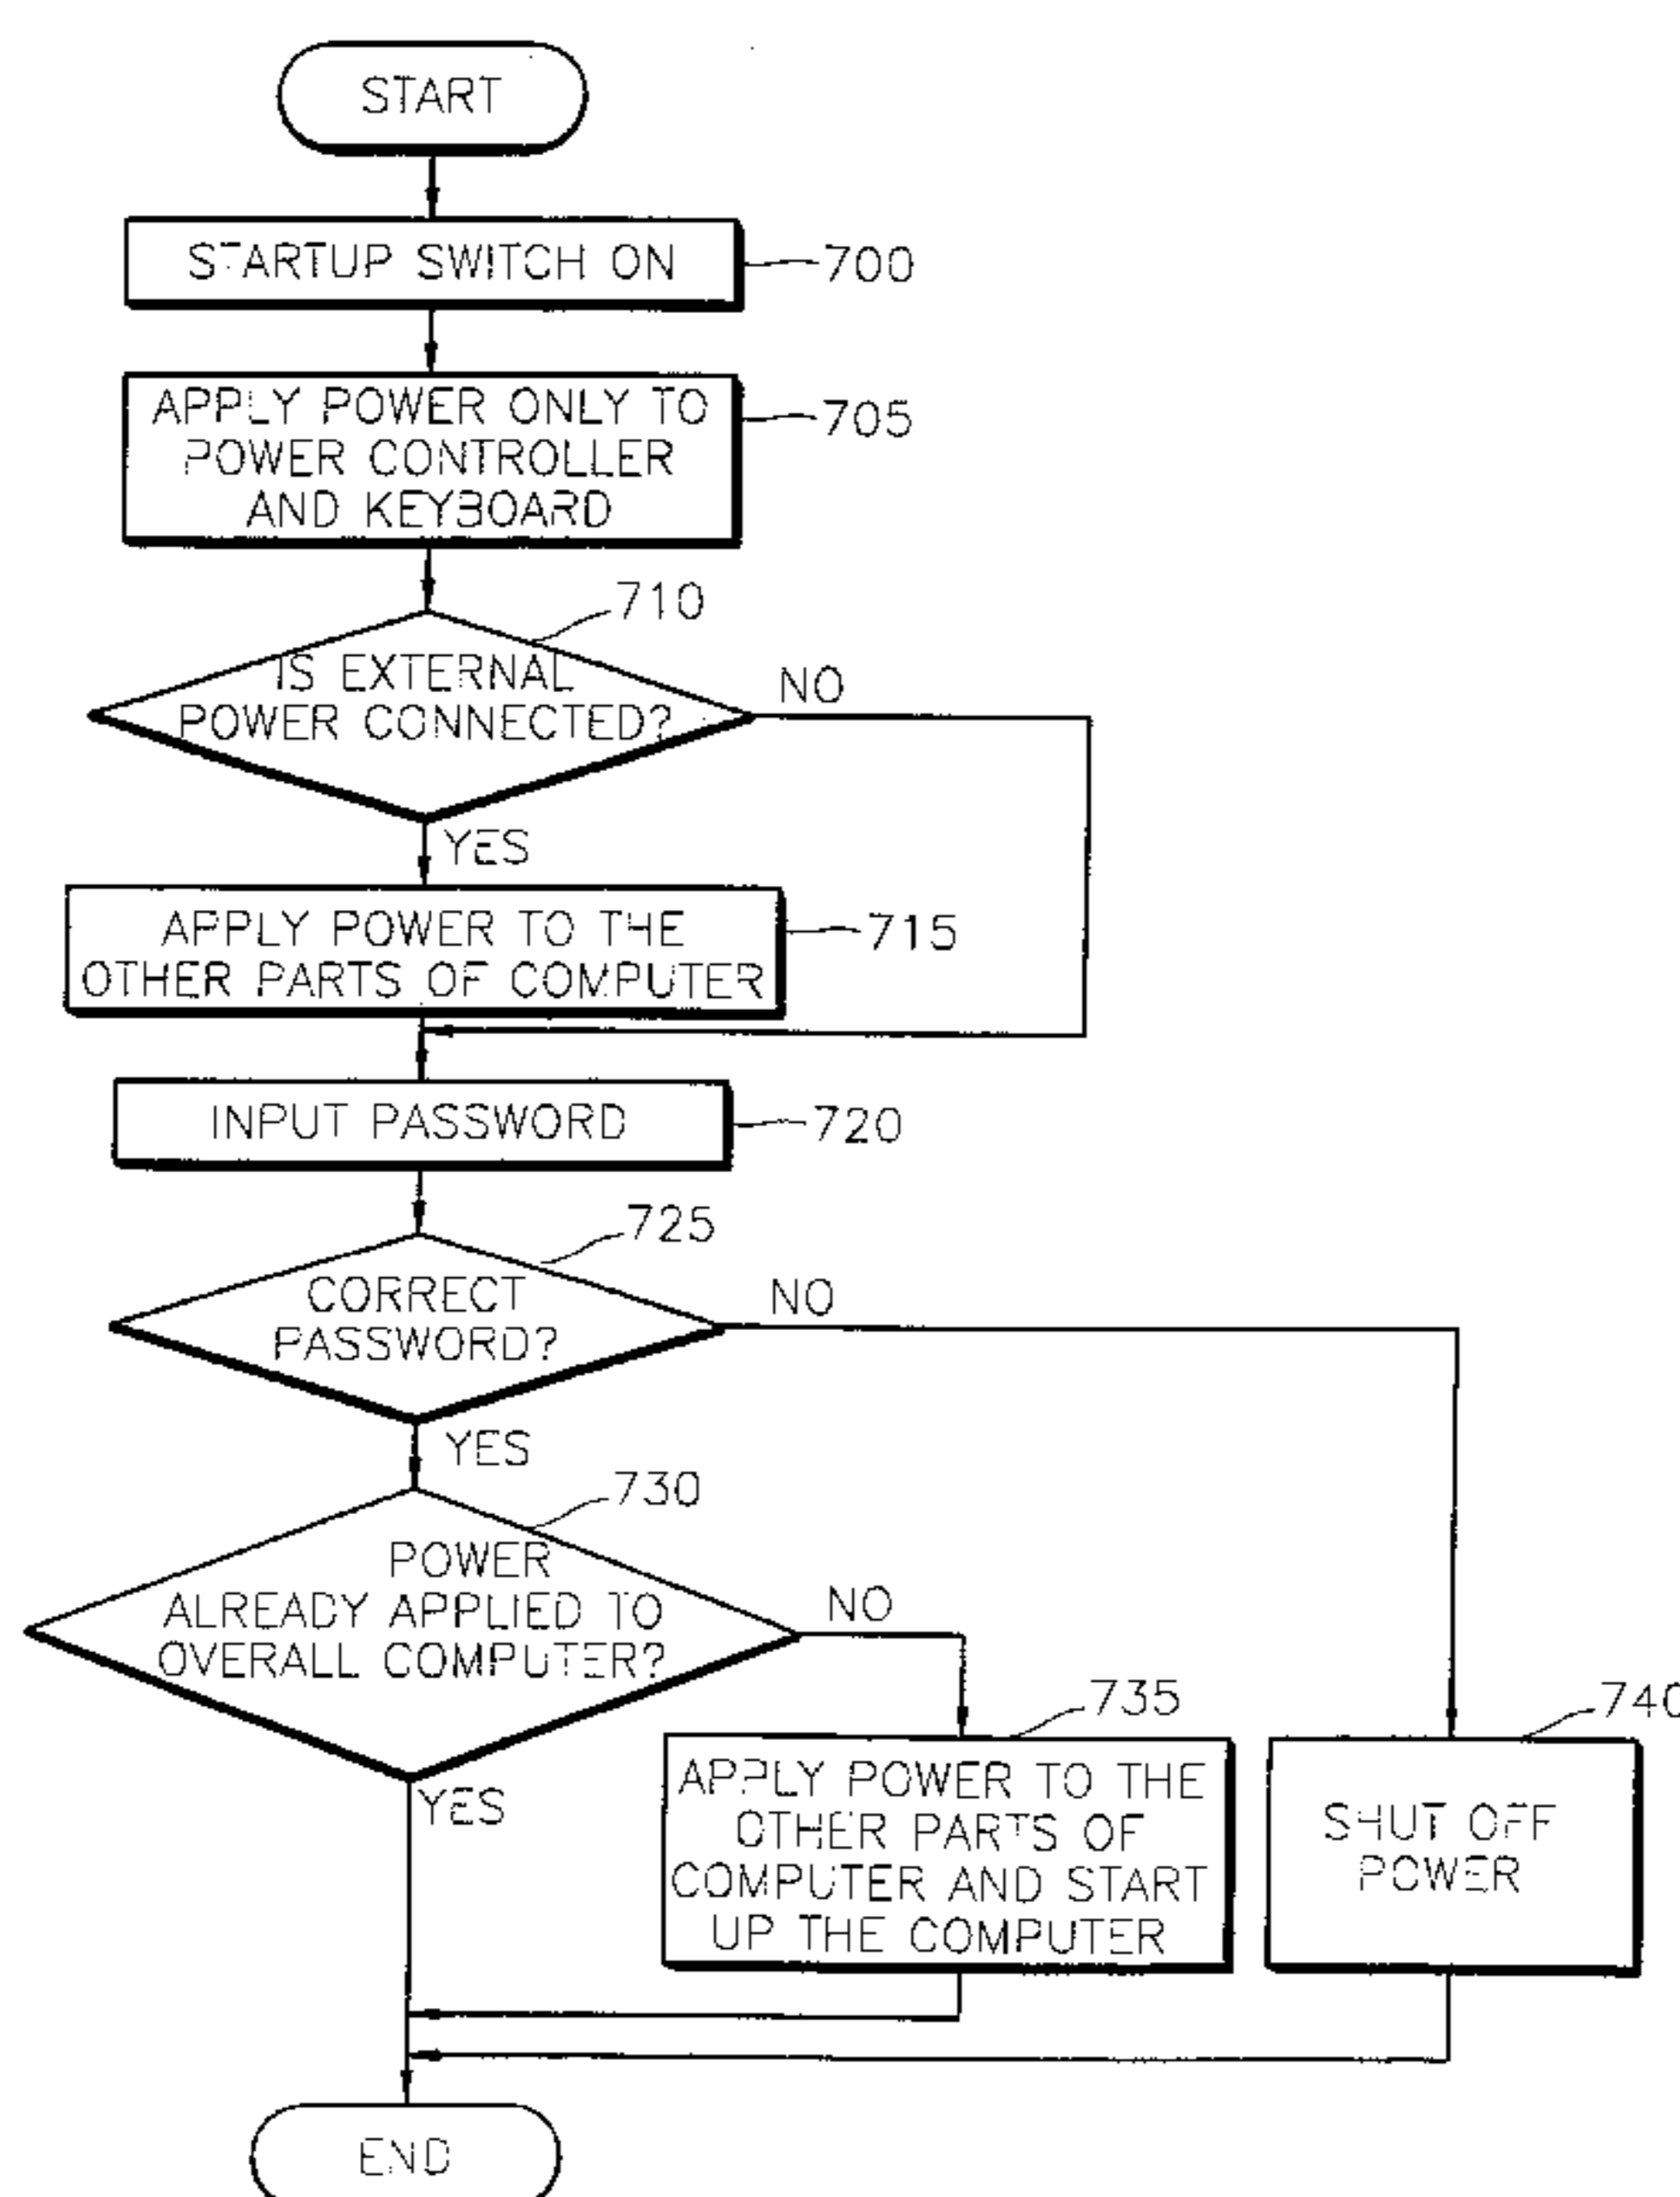 START
STARTUP SWITCH ON
700
APPLY POWER ONLY TO
POWER CONTROLLER
AND KEYBOARD
705
710
IS EXTERNAL
POWER CONNECTED?
NO
YES
APPLY POWER TO THE
OTHER PARTS OF COMPUTER
715
INPUT PASSWORD
720
725
CORRECT
PASSWORD?
NO
YES
730
POWER
ALREADY APPLIED TO
OVERALL COMPUTER?
NO
YES
735
APPLY POWER TO THE
OTHER PARTS OF
COMPUTER AND START
UP THE COMPUTER
740
SHUT OFF
POWER
END